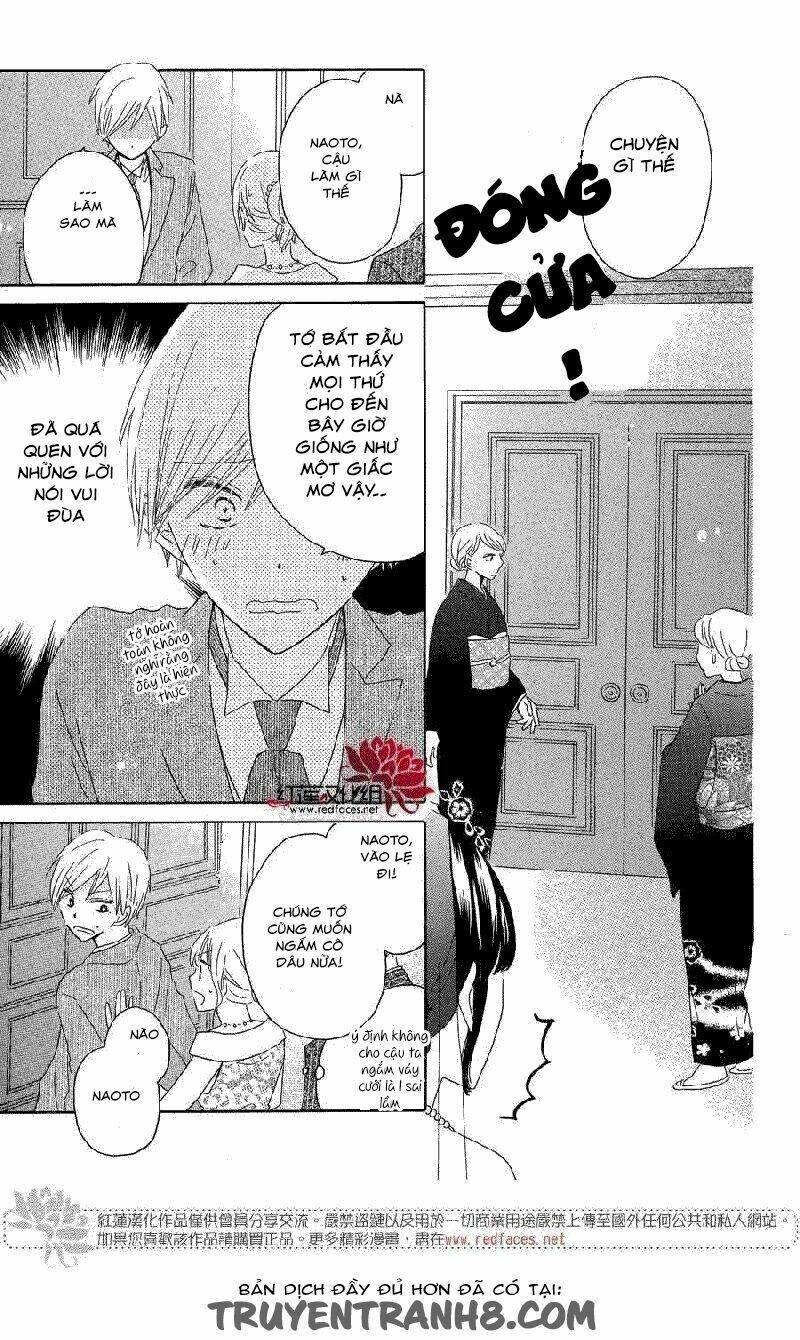 CHUYỆN
GÌ THẾ
ĐÓNG
CỬA
!
NÀ
NAOTO,
CẬU
LÀM GÌ
THẾ
...
LÀM
SAO MÀ
TỚ BẤT ĐẦU
CẢM THẤY
MỌI THỨ
CHO ĐẾN
BÂY GIỜ
GIỐNG NHƯ
MỘT GIẤC
MƠ VẬY..
ĐÃ QUÁ
QUEN VỚI
NHỮNG LỜI
NÓI VUI
ĐÙA
tớ hoàn
toàn không
nghĩ rằng
đây là hiện
thực
紅蓮汉化组
www.redfaces.net
NAOTO,
VÀO LẸ
ĐI!
CHÚNG TỚ
CŨNG MUỐN
NGẮM CÔ
DÂU NỮA!
ý định không
cho cậu ta
ngắm váy
cưới là 1 sai
lầm
NÀO
NAOTO
紅蓮漢化作品僅供會員分享交流。嚴禁盜鏈以及用於一切商業用途嚴禁上傳至國外任何公共和私人網站。
如果您喜歡該作品請購買正品。更多精彩漫畫，盡在www.redfaces.net
BẢN DỊCH ĐẦY ĐỦ HƠN ĐÃ CÓ TẠI:
TRUYENTRANH8.COM